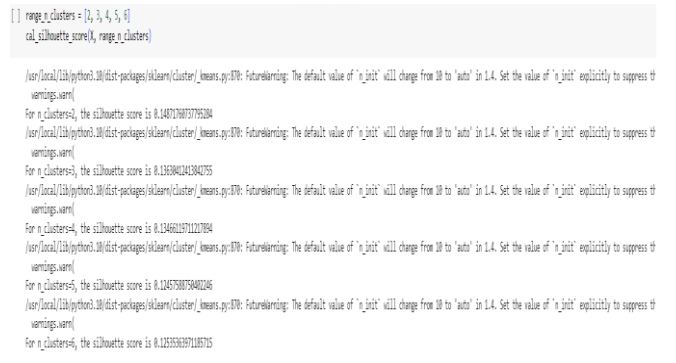 [ ] range_n_clusters = [2, 3, 4, 5, 6]
cal_silhouette_score(X, range_n_clusters)
/usr/local/lib/python3.10/dist-packages/sklearn/cluster/_kmeans.py:870: FutureWarning: The default value of `n_init` will change from 10 to 'auto' in 1.4. Set the value of `n_init` explicitly to suppress th
warnings.warn(
For n_clusters=2, the silhouette score is 0.14871760737795204
/usr/local/lib/python3.10/dist-packages/sklearn/cluster/_kmeans.py:870: FutureWarning: The default value of `n_init` will change from 10 to 'auto' in 1.4. Set the value of `n_init` explicitly to suppress th
warnings.warn(
For n_clusters=3, the silhouette score is 0.13630412413042755
/usr/local/lib/python3.10/dist-packages/sklearn/cluster/_kmeans.py:870: FutureWarning: The default value of `n_init` will change from 10 to 'auto' in 1.4. Set the value of `n_init` explicitly to suppress th
warnings.warn(
For n_clusters=4, the silhouette score is 0.13466119711217094
/usr/local/lib/python3.10/dist-packages/sklearn/cluster/_kmeans.py:870: FutureWarning: The default value of `n_init` will change from 10 to 'auto' in 1.4. Set the value of `n_init` explicitly to suppress th
warnings.warn(
For n_clusters=5, the silhouette score is 0.12457508750402246
/usr/local/lib/python3.10/dist-packages/sklearn/cluster/_kmeans.py:870: FutureWarning: The default value of `n_init` will change from 10 to 'auto' in 1.4. Set the value of `n_init` explicitly to suppress th
warnings.warn(
For n_clusters=6, the silhouette score is 0.12535363971185715